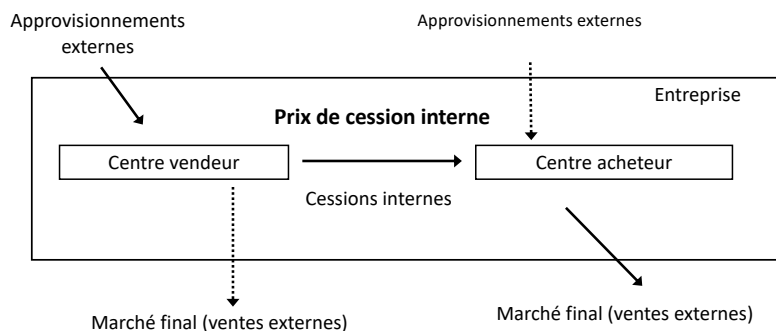 Approvisionnements
externes
Approvisionnements externes
Entreprise
Prix de cession interne
Centre vendeur
Centre acheteur
Cessions internes
Marché final (ventes externes)
Marché final (ventes externes)